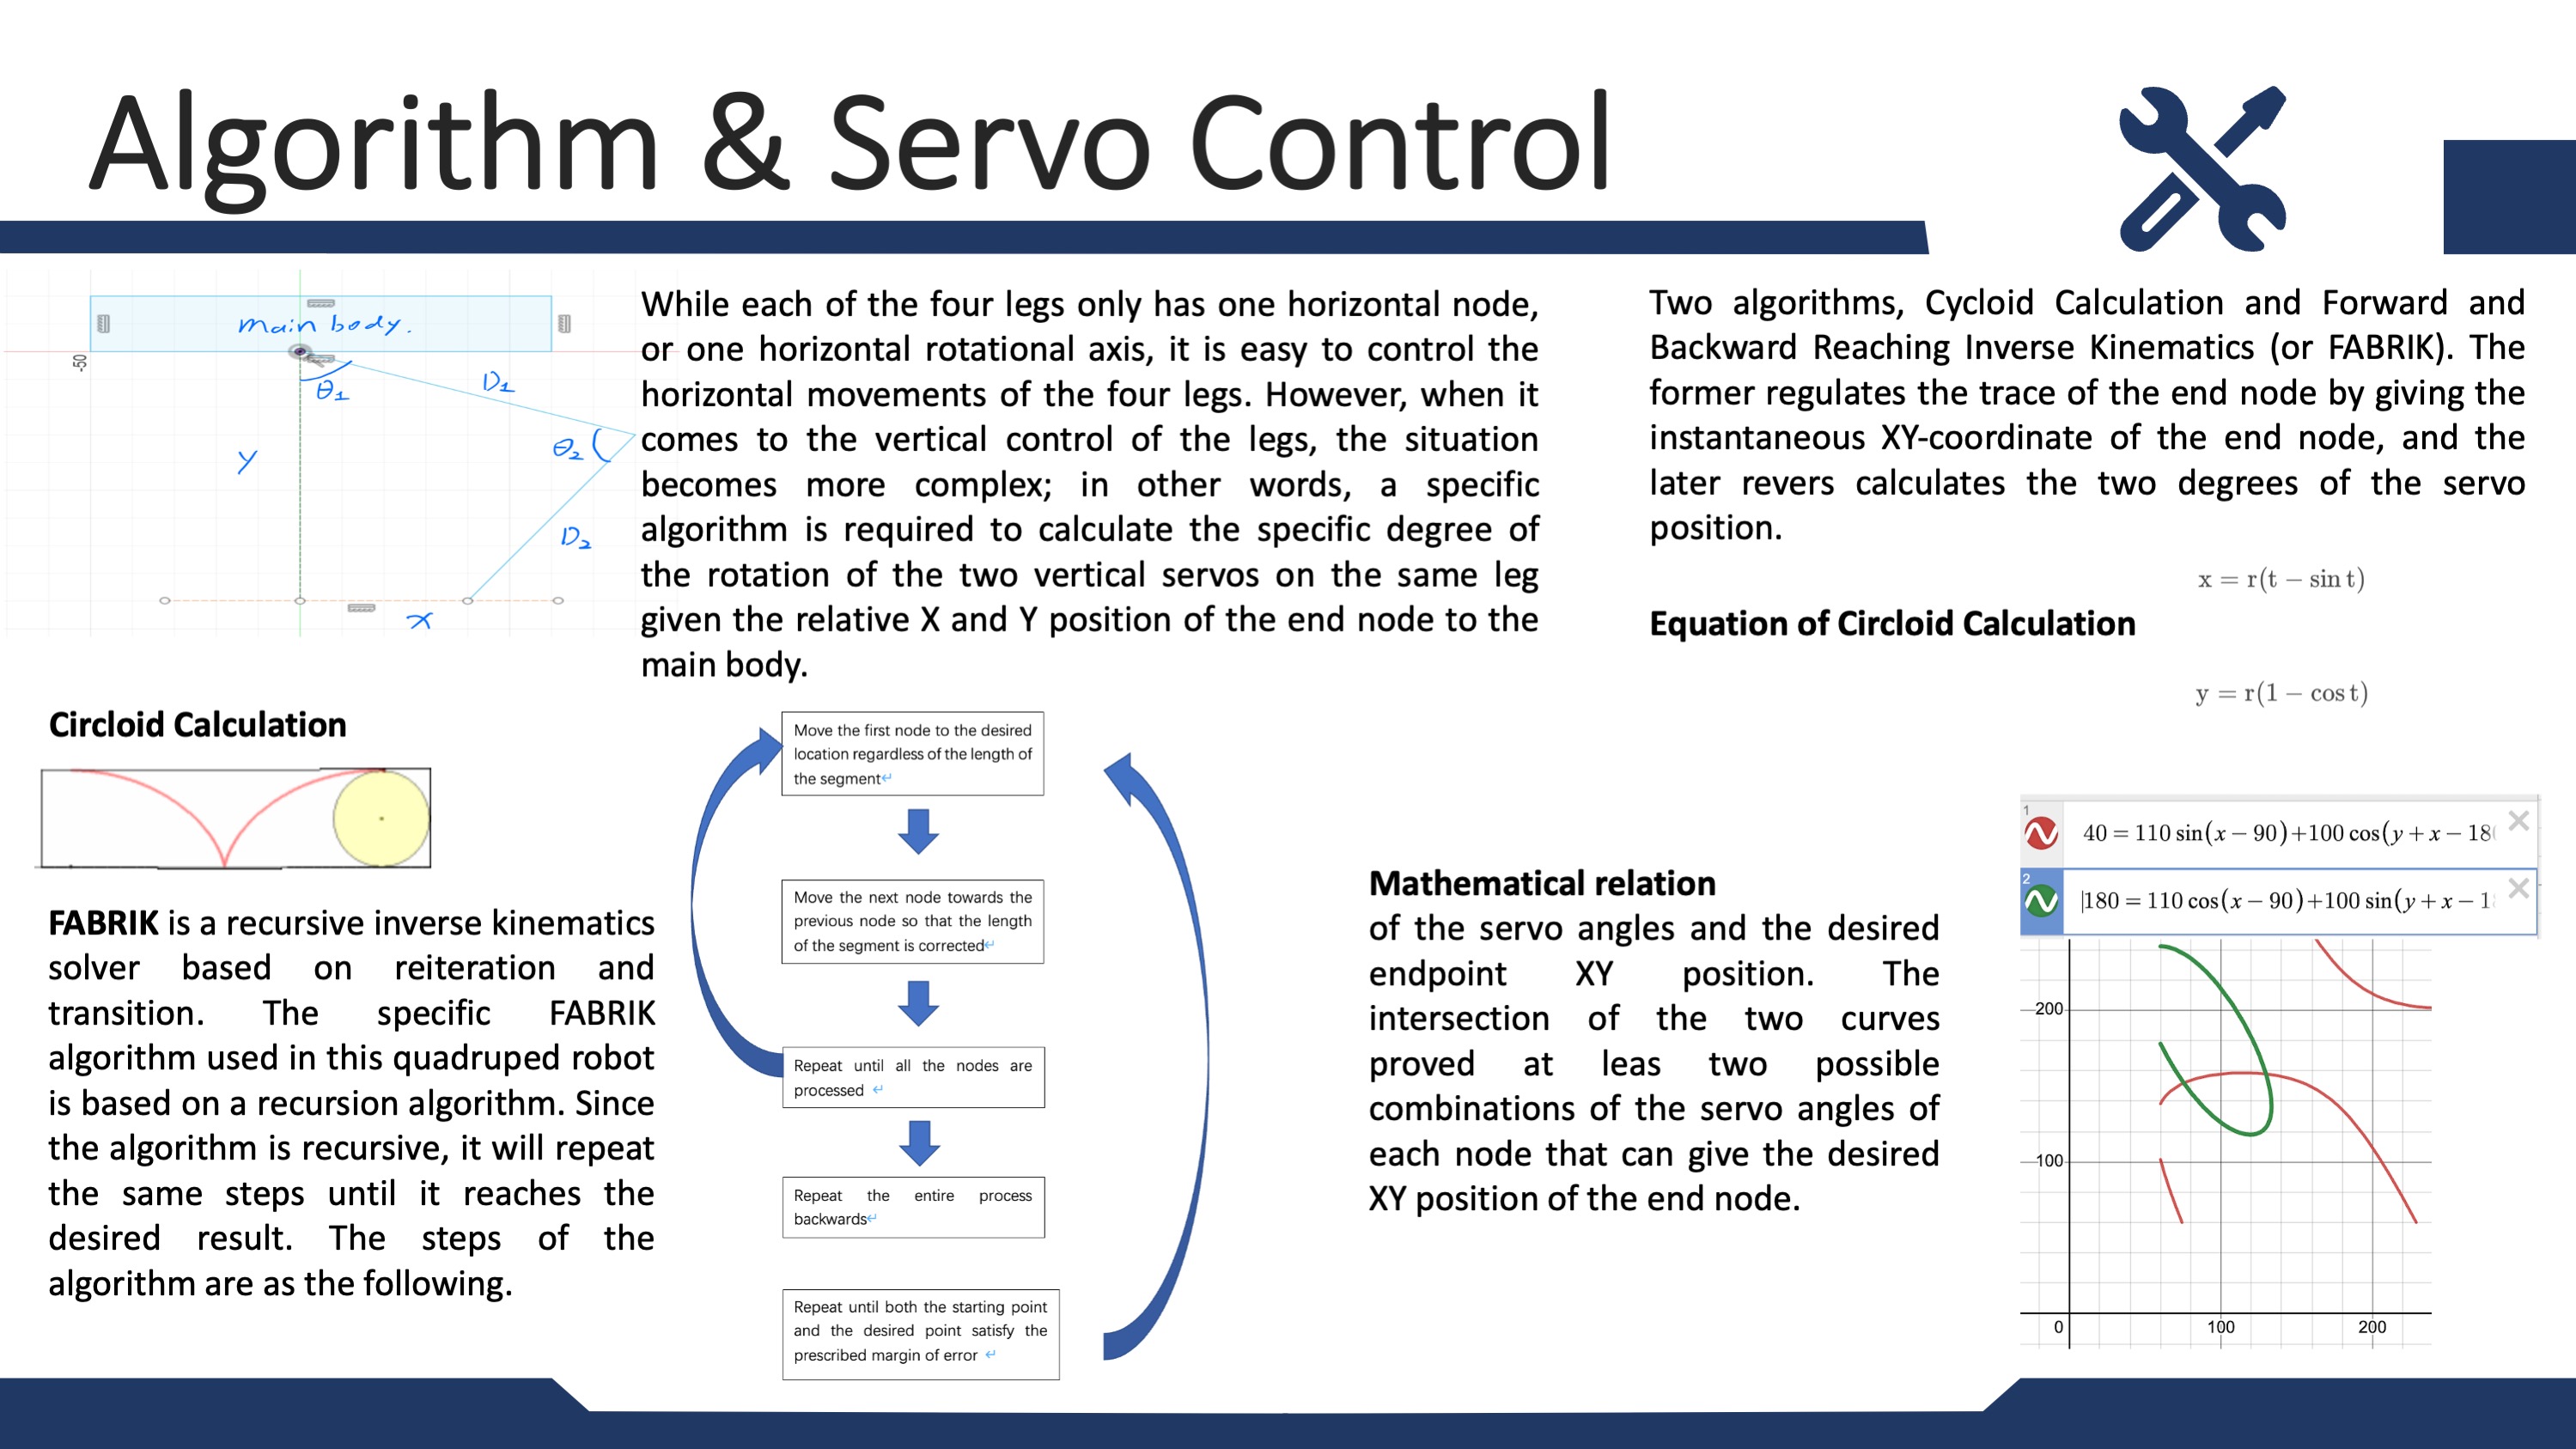 Algorithm & Servo Control
main body.
-50
θ1
D1
θ2
y
D2
x
While each of the four legs only has one horizontal node,
or one horizontal rotational axis, it is easy to control the
horizontal movements of the four legs. However, when it
comes to the vertical control of the legs, the situation
becomes more complex; in other words, a specific
algorithm is required to calculate the specific degree of
the rotation of the two vertical servos on the same leg
given the relative X and Y position of the end node to the
main body.
Two algorithms, Cycloid Calculation and Forward and
Backward Reaching Inverse Kinematics (or FABRIK). The
former regulates the trace of the end node by giving the
instantaneous XY-coordinate of the end node, and the
later revers calculates the two degrees of the servo
position.
x = r(t − sin t)
Equation of Circloid Calculation
y = r(1 − cos t)
Circloid Calculation
FABRIK is a recursive inverse kinematics
solver based on reiteration and
transition. The specific FABRIK
algorithm used in this quadruped robot
is based on a recursion algorithm. Since
the algorithm is recursive, it will repeat
the same steps until it reaches the
desired result. The steps of the
algorithm are as the following.
Move the first node to the desired
location regardless of the length of
the segment↵
Move the next node towards the
previous node so that the length
of the segment is corrected↵
Repeat until all the nodes are
processed ↵
Repeat the entire process
backwards↵
Repeat until both the starting point
and the desired point satisfy the
prescribed margin of error ↵
Mathematical relation
of the servo angles and the desired
endpoint XY position. The
intersection of the two curves
proved at leas two possible
combinations of the servo angles of
each node that can give the desired
XY position of the end node.
1
40 = 110 sin(x − 90)+100 cos(y + x − 18
2
180 = 110 cos(x − 90)+100 sin(y + x − 1
200
100
0
100
200